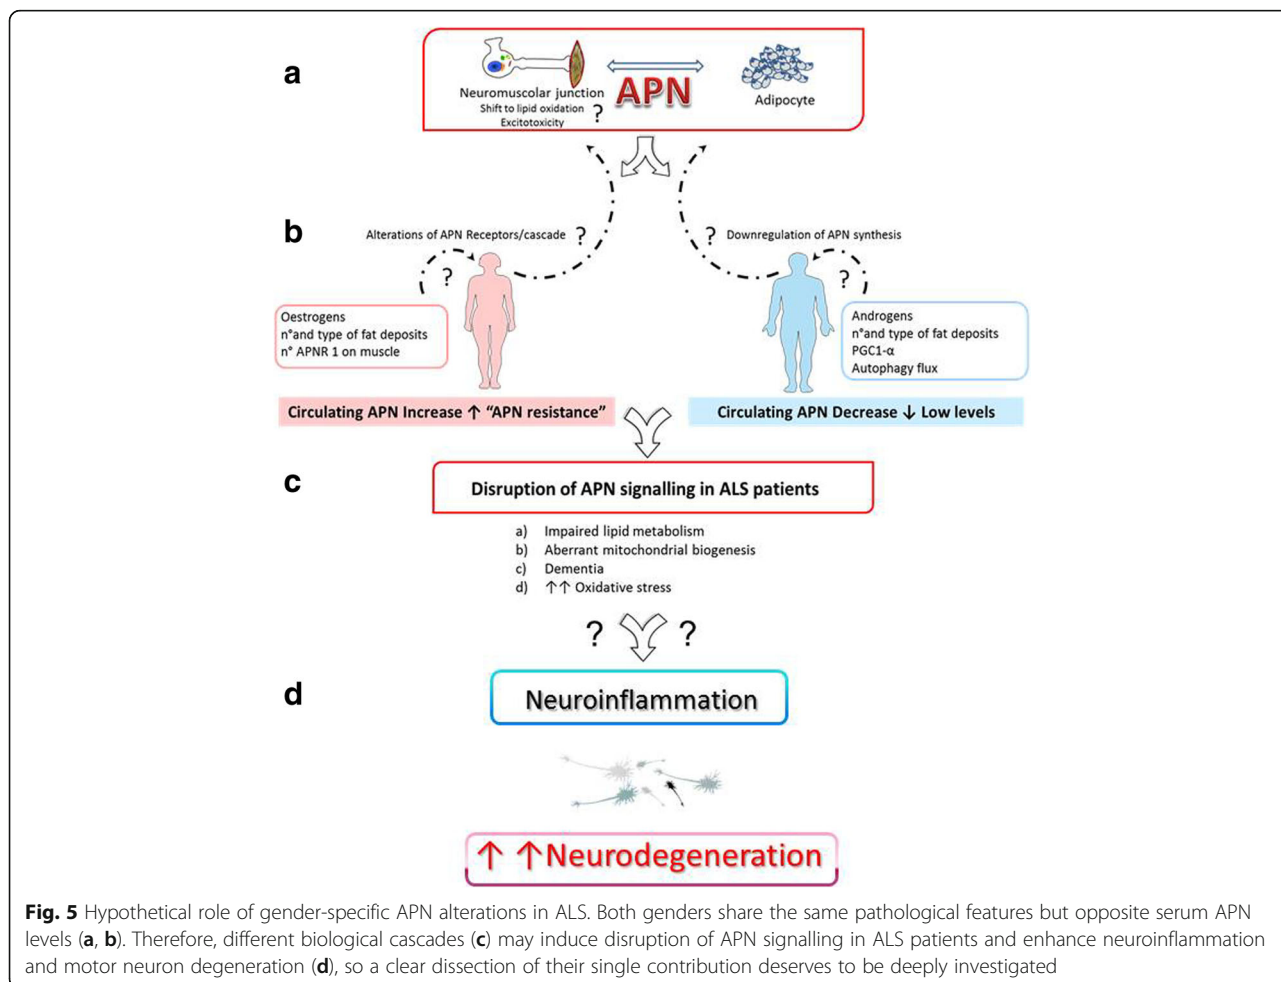 a
Neuromuscular junction
Shift to lipid oxidation
Excitotoxicity
?
APN
Adipocyte
b
Alterations of APN Receptors/cascade ?
? Downregulation of APN synthesis
?
?
Oestrogens
n°and type of fat deposits
n° APNR 1 on muscle
Androgens
n°and type of fat deposits
PGC1-α
Autophagy flux
Circulating APN Increase ↑ “APN resistance”
Circulating APN Decrease ↓ Low levels
c
Disruption of APN signalling in ALS patients
a) Impaired lipid metabolism
b) Aberrant mitochondrial biogenesis
c) Dementia
d) ↑↑ Oxidative stress
? ?
d
Neuroinflammation
↑ ↑Neurodegeneration
Fig. 5 Hypothetical role of gender-specific APN alterations in ALS. Both genders share the same pathological features but opposite serum APN
levels (a, b). Therefore, different biological cascades (c) may induce disruption of APN signalling in ALS patients and enhance neuroinflammation
and motor neuron degeneration (d), so a clear dissection of their single contribution deserves to be deeply investigated